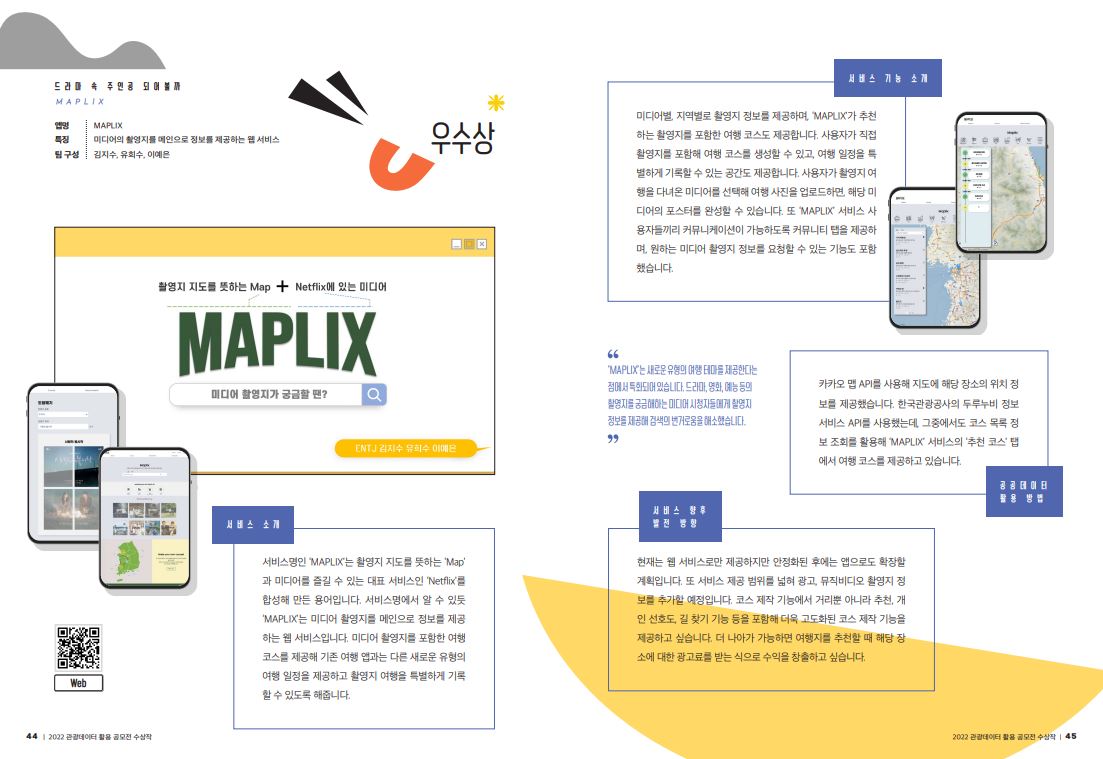 드라마 속 주인공 되어볼까
MAPLIX
앱명 MAPLIX
특징 미디어의 촬영지를 메인으로 정보를 제공하는 웹 서비스
팀 구성 김지수, 유희수, 이예은
우수상
촬영지 지도를 뜻하는 Map + Netflix에 있는 미디어
MAPLIX
미디어 촬영지가 궁금할 땐?
ENTJ 김지수 유희수 이예은
서비스 소개
서비스명인 'MAPLIX'는 촬영지 지도를 뜻하는 'Map'
과 미디어를 즐길 수 있는 대표 서비스인 'Netflix'를
합성해 만든 용어입니다. 서비스명에서 알 수 있듯
'MAPLIX'는 미디어 촬영지를 메인으로 정보를 제공
하는 웹 서비스입니다. 미디어 촬영지를 포함한 여행
코스를 제공해 기존 여행 앱과는 다른 새로운 유형의
여행 일정을 제공하고 촬영지 여행을 특별하게 기록
할 수 있도록 해줍니다.
Web
44 | 2022 관광데이터 활용 공모전 수상작
서비스 기능 소개
미디어별, 지역별로 촬영지 정보를 제공하며, 'MAPLIX'가 추천
하는 촬영지를 포함한 여행 코스도 제공합니다. 사용자가 직접
촬영지를 포함해 여행 코스를 생성할 수 있고, 여행 일정을 특
별하게 기록할 수 있는 공간도 제공합니다. 사용자가 촬영지 여
행을 다녀온 미디어를 선택해 여행 사진을 업로드하면, 해당 미
디어의 포스터를 완성할 수 있습니다. 또 'MAPLIX' 서비스 사
용자들끼리 커뮤니케이션이 가능하도록 커뮤니티 탭을 제공하
며, 원하는 미디어 촬영지 정보를 요청할 수 있는 기능도 포함
했습니다.
“
'MAPLIX'는 새로운 유형의 여행 테마를 제공한다는
점에서 특화되어 있습니다. 드라마, 영화, 예능 등의
촬영지를 궁금해하는 미디어 시청자들에게 촬영지
정보를 제공해 검색의 번거로움을 해소했습니다.
”
카카오 맵 API를 사용해 지도에 해당 장소의 위치 정
보를 제공했습니다. 한국관광공사의 두루누비 정보
서비스 API를 사용했는데, 그중에서도 코스 목록 정
보 조회를 활용해 'MAPLIX' 서비스의 '추천 코스' 탭
에서 여행 코스를 제공하고 있습니다.
공공데이터
활용 방법
서비스 향후
발전 방향
현재는 웹 서비스로만 제공하지만 안정화된 후에는 앱으로도 확장할
계획입니다. 또 서비스 제공 범위를 넓혀 광고, 뮤직비디오 촬영지 정
보를 추가할 예정입니다. 코스 제작 기능에서 거리뿐 아니라 추천, 개
인 선호도, 길 찾기 기능 등을 포함해 더욱 고도화된 코스 제작 기능을
제공하고 싶습니다. 더 나아가 가능하면 여행지를 추천할 때 해당 장
소에 대한 광고료를 받는 식으로 수익을 창출하고 싶습니다.
2022 관광데이터 활용 공모전 수상작 | 45